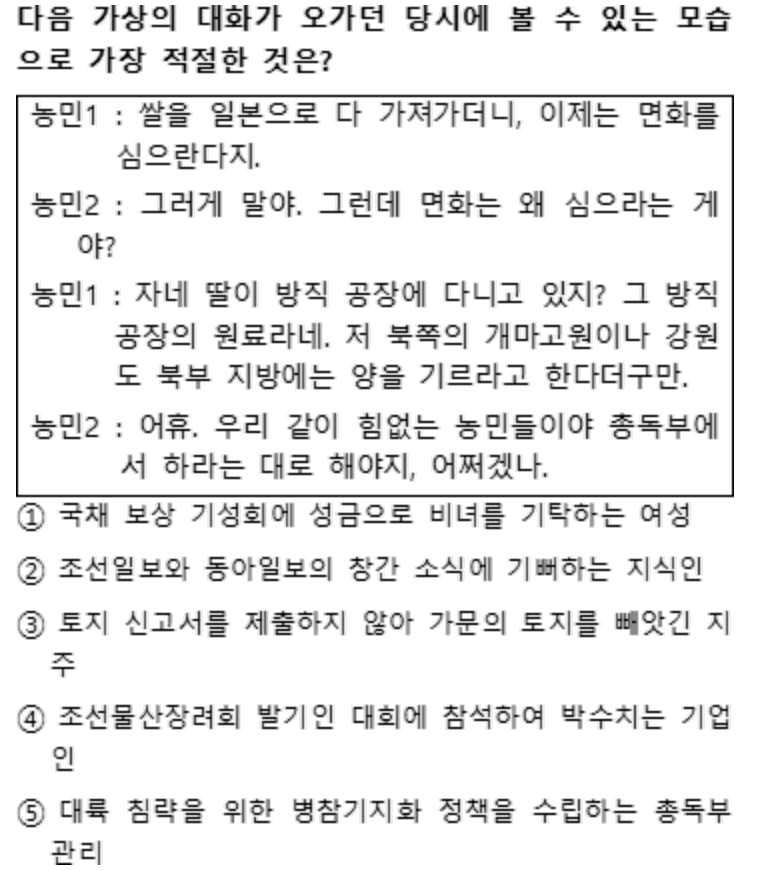 다음 가상의 대화가 오가던 당시에 볼 수 있는 모습
으로 가장 적절한 것은?
농민1 : 쌀을 일본으로 다 가져가더니, 이제는 면화를
심으란다지.
농민2 : 그러게 말야. 그런데 면화는 왜 심으라는 게
야?
농민1 : 자네 딸이 방직 공장에 다니고 있지? 그 방직
공장의 원료라네. 저 북쪽의 개마고원이나 강원
도 북부 지방에는 양을 기르라고 한다더구만.
농민2 : 어휴. 우리 같이 힘없는 농민들이야 총독부에
서 하라는 대로 해야지, 어쩌겠나.
① 국채 보상 기성회에 성금으로 비녀를 기탁하는 여성
② 조선일보와 동아일보의 창간 소식에 기뻐하는 지식인
③ 토지 신고서를 제출하지 않아 가문의 토지를 빼앗긴 지
주
④ 조선물산장려회 발기인 대회에 참석하여 박수치는 기업
인
⑤ 대륙 침략을 위한 병참기지화 정책을 수립하는 총독부
관리